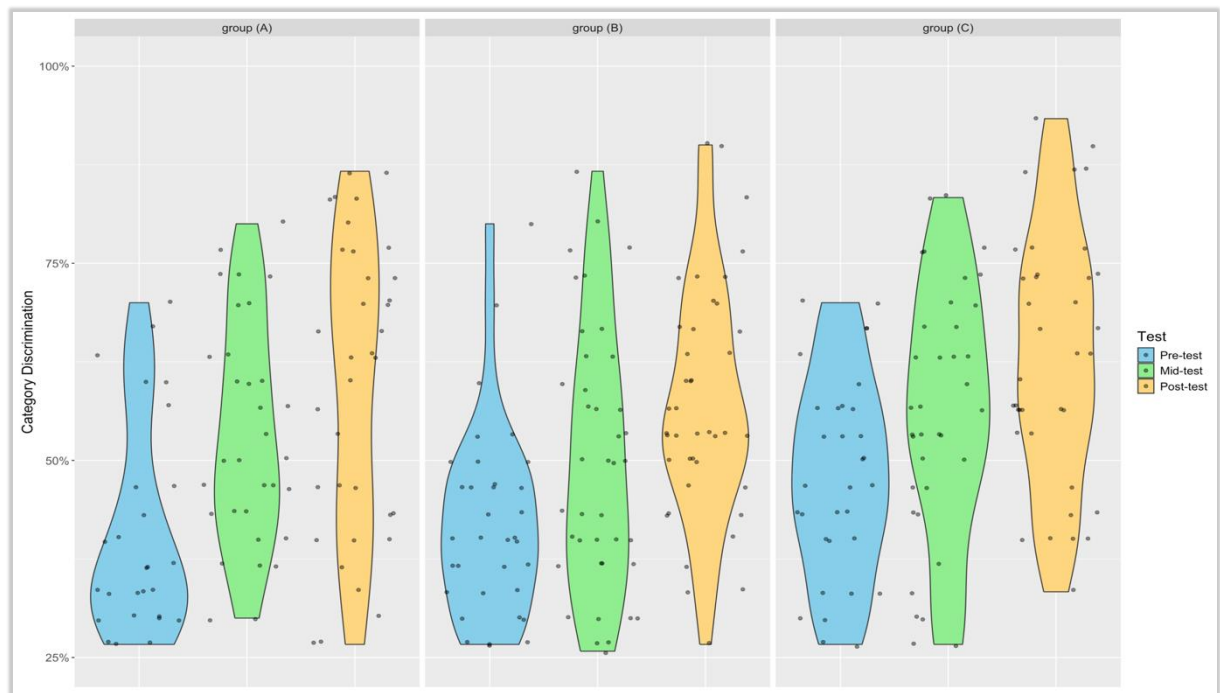 group (A)
group (B)
group (C)
100%
75%
50%
25%
Category Discrimination
Test
Pre-test
Mid-test
Post-test